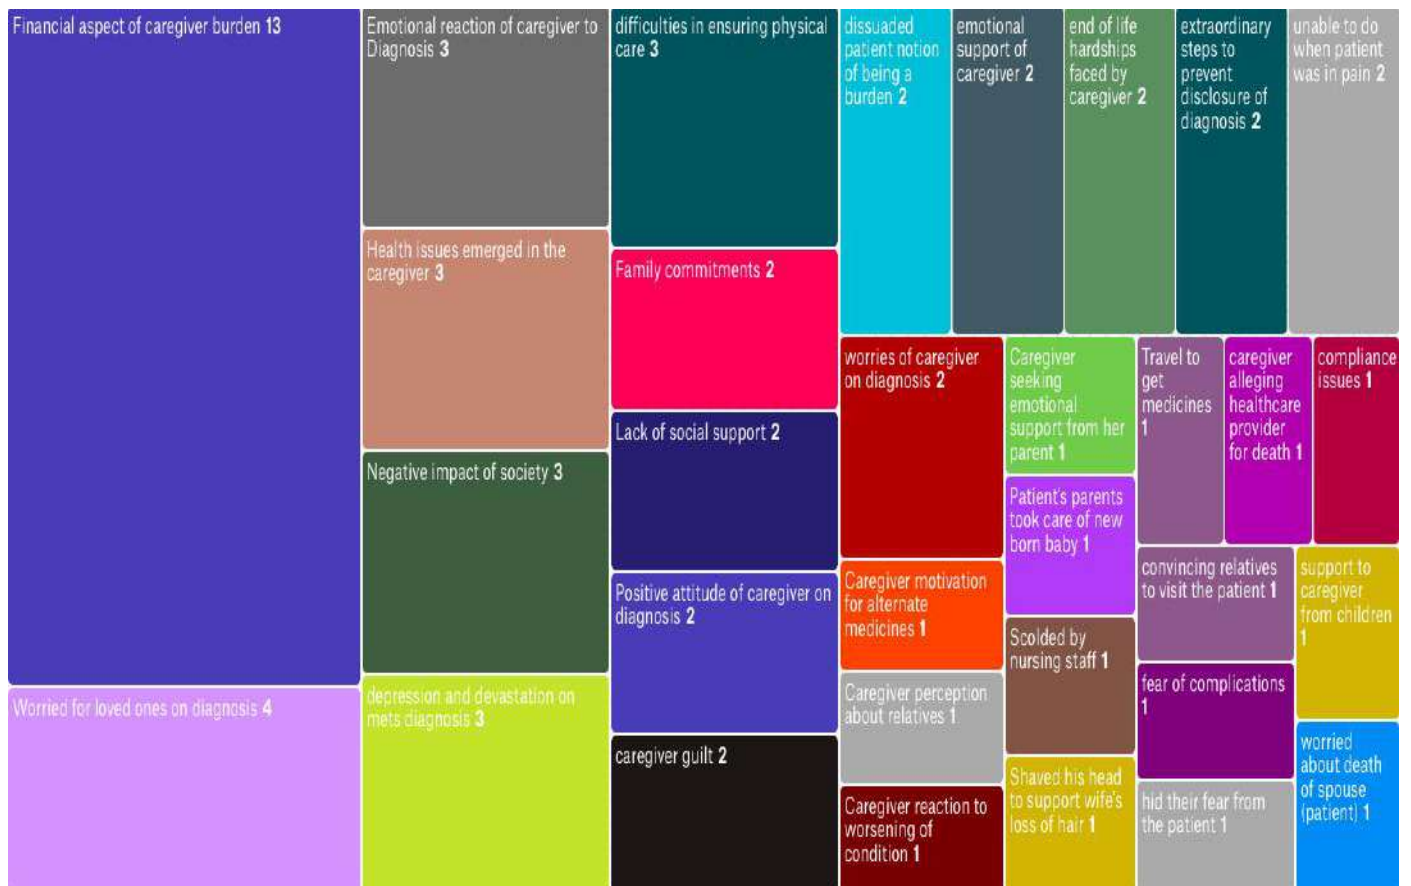 Financial aspect of caregiver burden 13
Worried for loved ones on diagnosis 4
Emotional reaction of caregiver to
Diagnosis 3
Health issues emerged in the
caregiver 3
Negative impact of society 3
depression and devastation on
mets diagnosis 3
difficulties in ensuring physical
care 3
Family commitments 2
Lack of social support 2
Positive attitude of caregiver on
diagnosis 2
caregiver guilt 2
dissuaded
patient notion
of being a
burden 2
emotional
support of
caregiver 2
end of life
hardships
faced by
caregiver 2
extraordinary
steps to
prevent
disclosure of
diagnosis 2
unable to do
when patient
was in pain 2
worries of caregiver
on diagnosis 2
Caregiver motivation
for alternate
medicines 1
Caregiver perception
about relatives 1
Caregiver reaction to
worsening of
condition 1
Caregiver
seeking
emotional
support from her
parent 1
Patient's parents
took care of new
born baby 1
Scolded by
nursing staff 1
Shaved his head
to support wife's
loss of hair 1
Travel to
get
medicines
1
caregiver
alleging
healthcare
provider
for death 1
compliance
issues 1
convincing relatives
to visit the patient 1
fear of complications
1
hid their fear from
the patient 1
support to
caregiver
from children
1
worried
about death
of spouse
(patient) 1